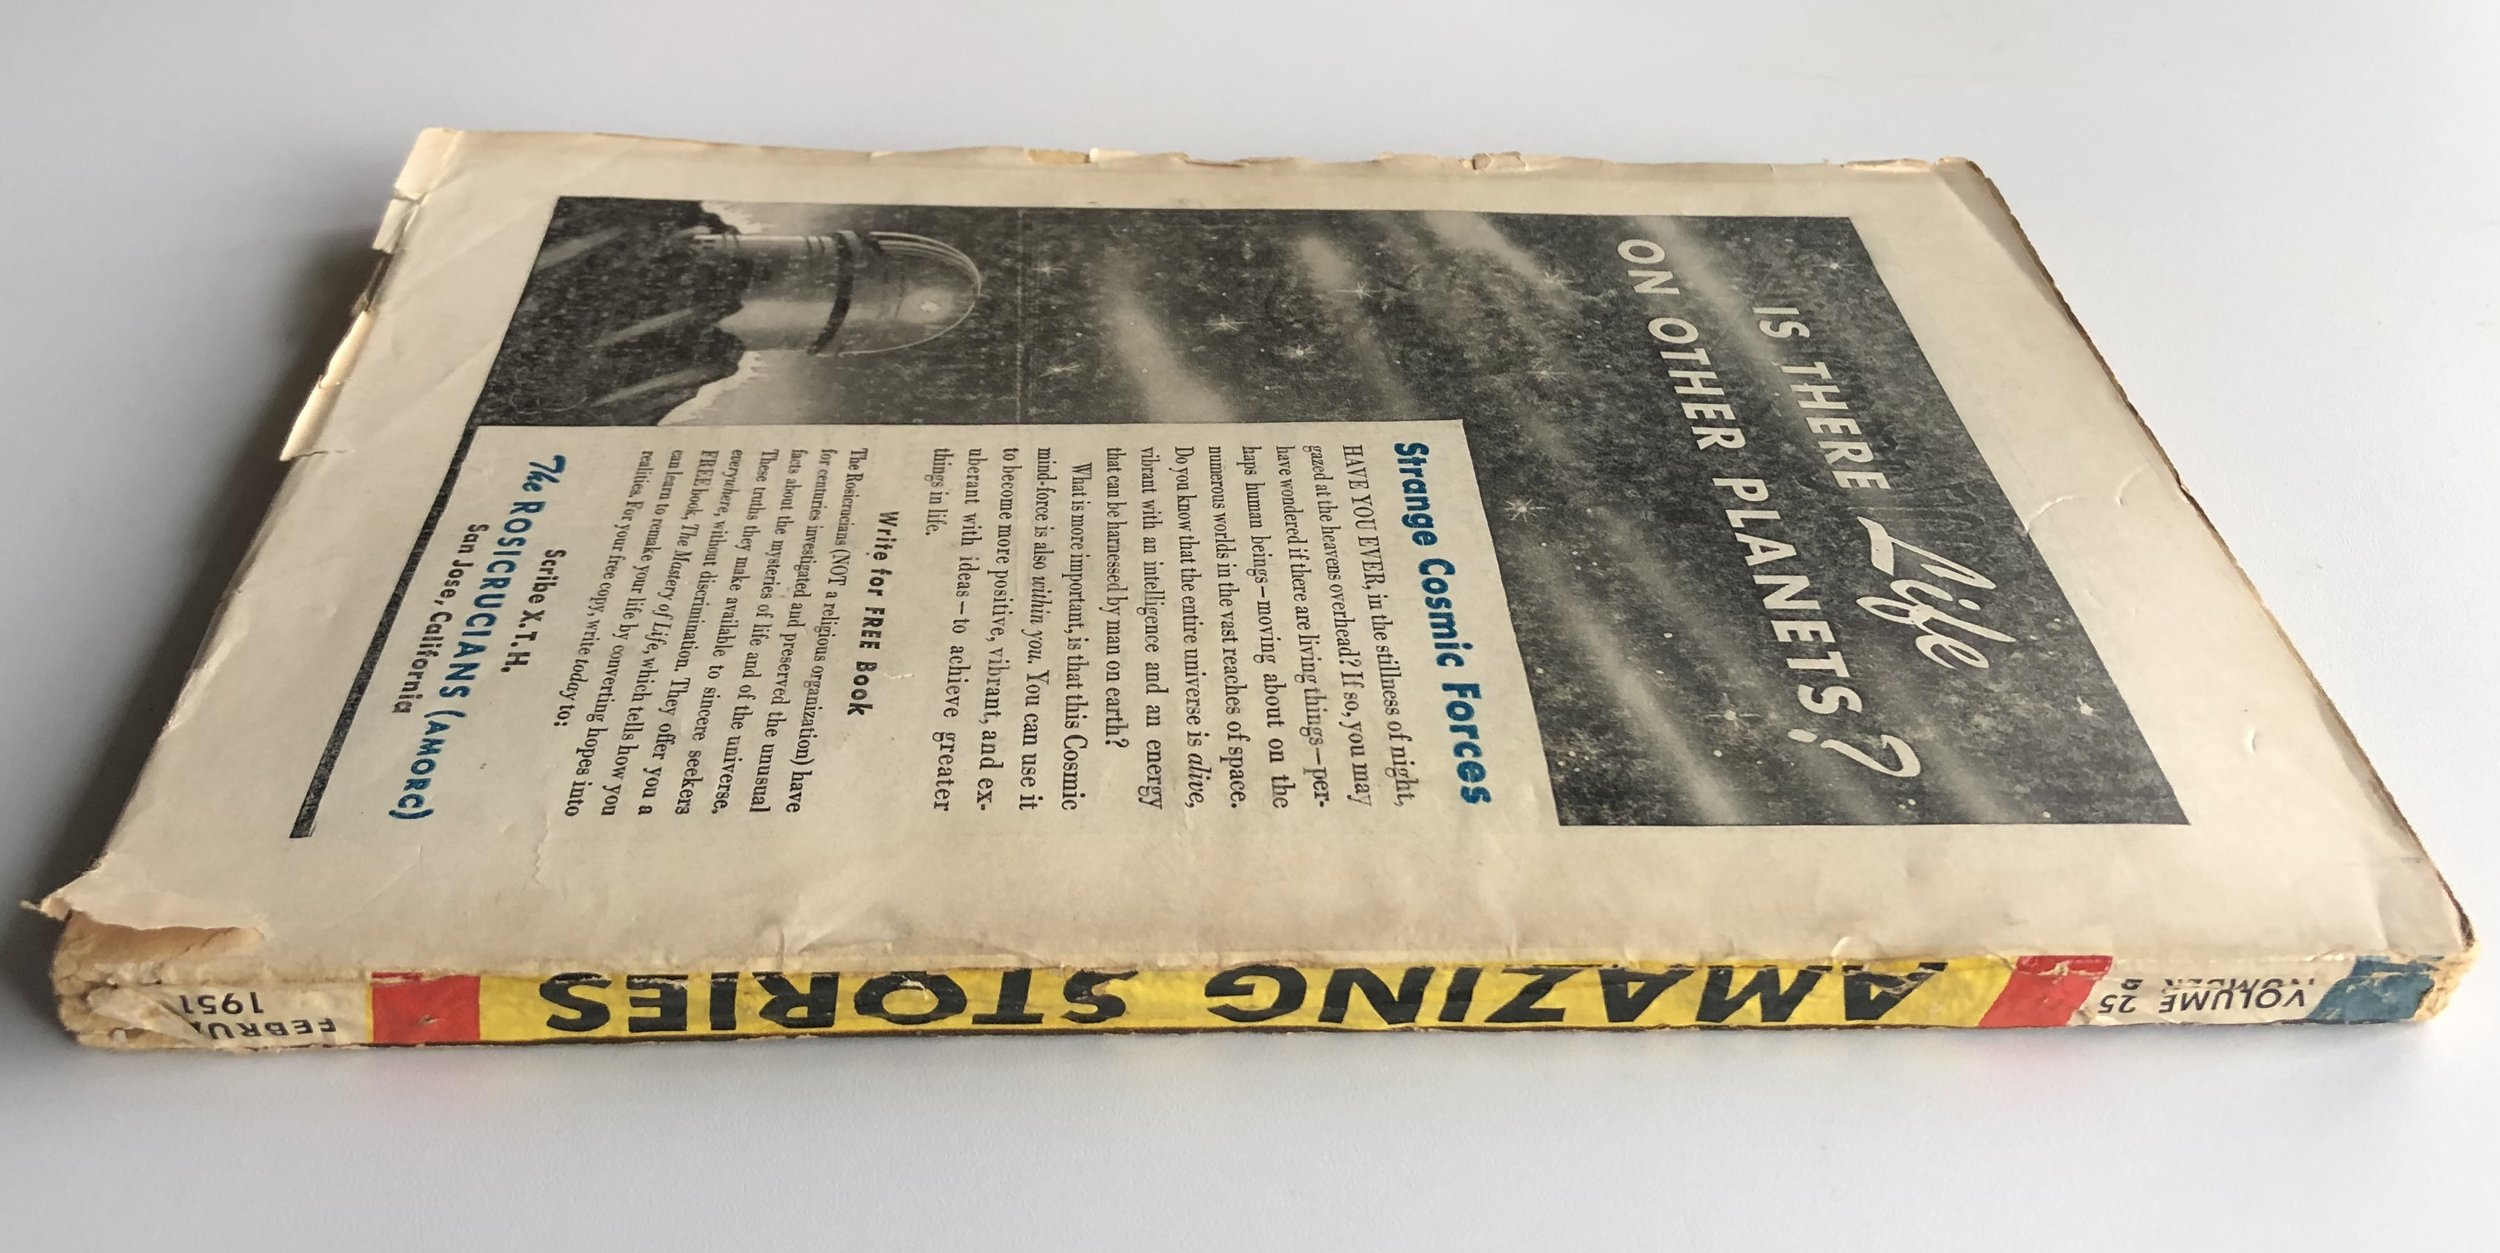 IS THERE Life
ON OTHER PLANETS?
Strange Cosmic Forces
HAVE YOU EVER, in the stillness of night,
gazed at the heavens overhead? If so, you may
have wondered if there are living things—per-
haps human beings—moving about on the
numerous worlds in the vast reaches of space.
Do you know that the entire universe is alive,
vibrant with an intelligence and an energy
that can be harnessed by man on earth?
What is more important, is that this Cosmic
mind-force is also within you. You can use it
to become more positive, vibrant, and ex-
uberant with ideas—to achieve greater
things in life.
Write for FREE Book
The Rosicrucians (NOT a religious organization) have
for centuries investigated and preserved the unusual
facts about the mysteries of life and of the universe.
These truths they make available to sincere seekers
everywhere, without discrimination. They offer you a
FREE book, The Mastery of Life, which tells how you
can learn to remake your life by converting hopes into
realities. For your free copy, write today to:
Scribe X.T.H.
The ROSICRUCIANS (AMORC)
San Jose, California
VOLUME 25
NUMBER 2
AMAZING STORIES
FEBRUA
1951